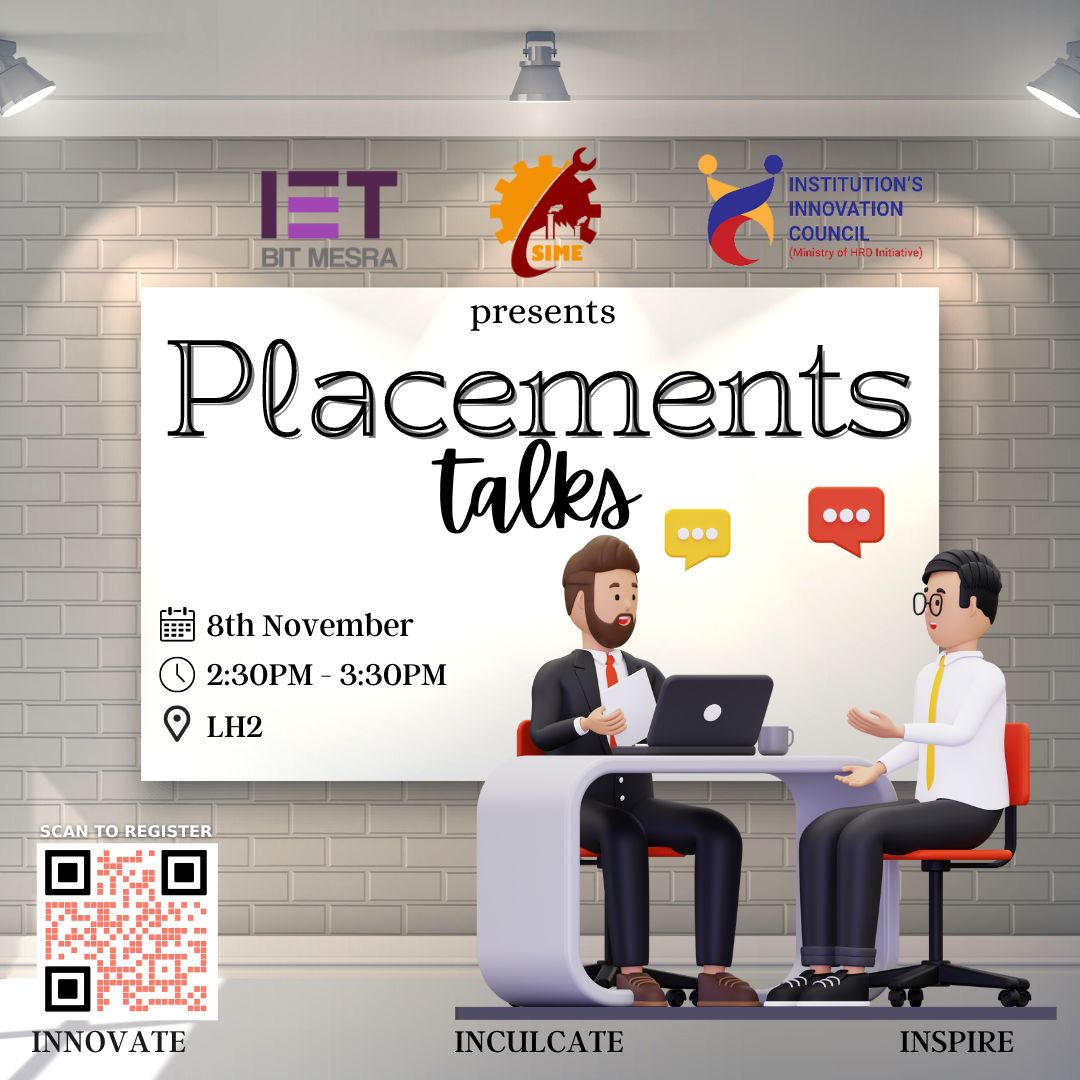 IET
BIT MESRA
SIME
INSTITUTION'S
INNOVATION
COUNCIL
(Ministry of HRD Initiative)
presents
Placements
talks
8th November
2:30PM - 3:30PM
LH2
SCAN TO REGISTER
INNOVATE
INCULCATE
INSPIRE